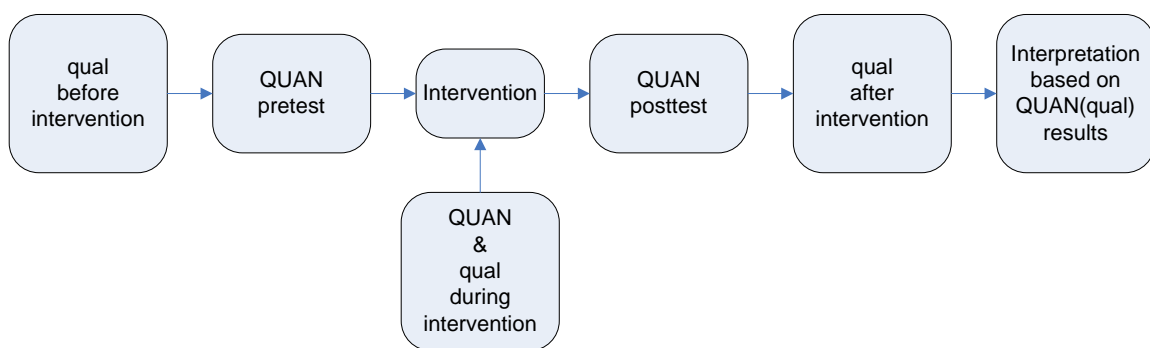 qual
before
intervention
QUAN
pretest
Intervention
QUAN
posttest
qual
after
intervention
Interpretation
based on
QUAN(qual)
results
QUAN
&
qual
during
intervention